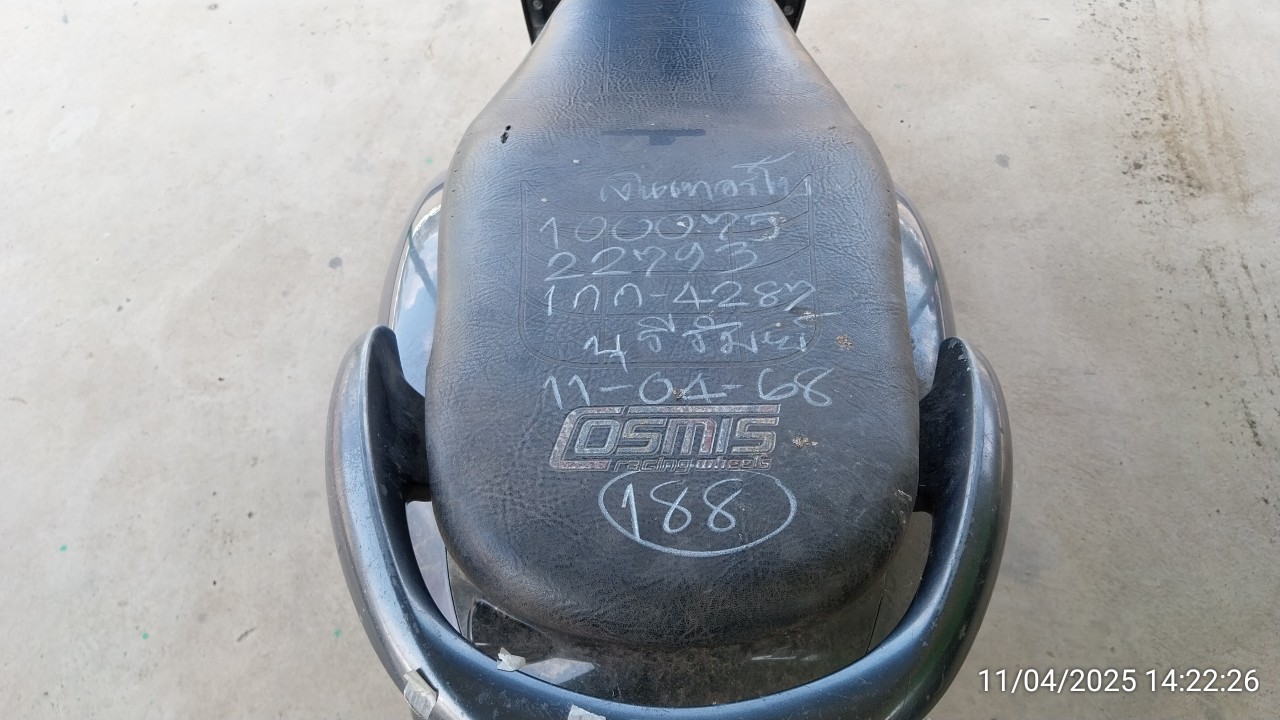 เงินเทอร์โบ
100075
22793
1กก-4287
บุรีรัมย์
11-04-68
COSMIS
racing wheels
188
11/04/2025 14:22:26